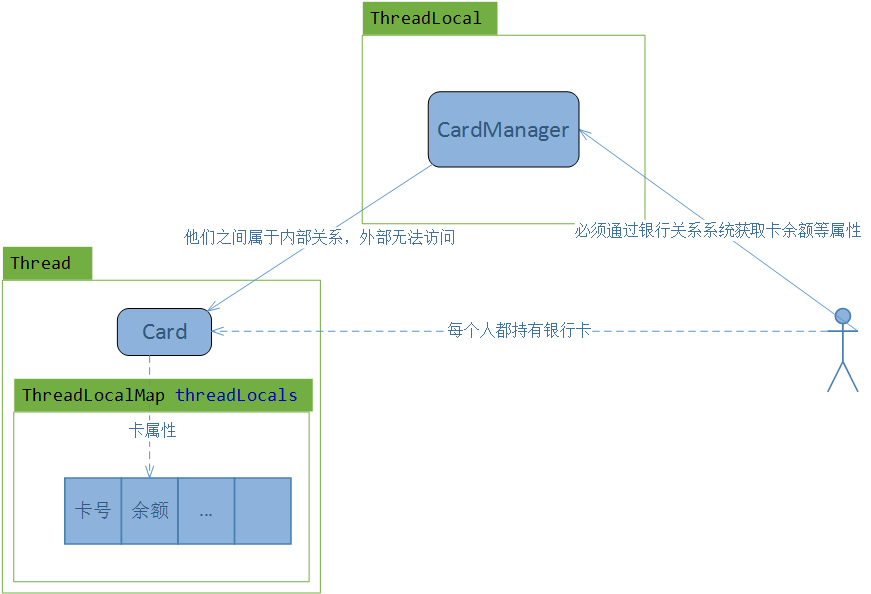 ThreadLocal
CardManager
他们之间属于内部关系，外部无法访问
必须通过银行关系系统获取卡余额等属性
Thread
Card
每个人都持有银行卡
ThreadLocalMap threadLocals
卡属性
卡号 余额 ...